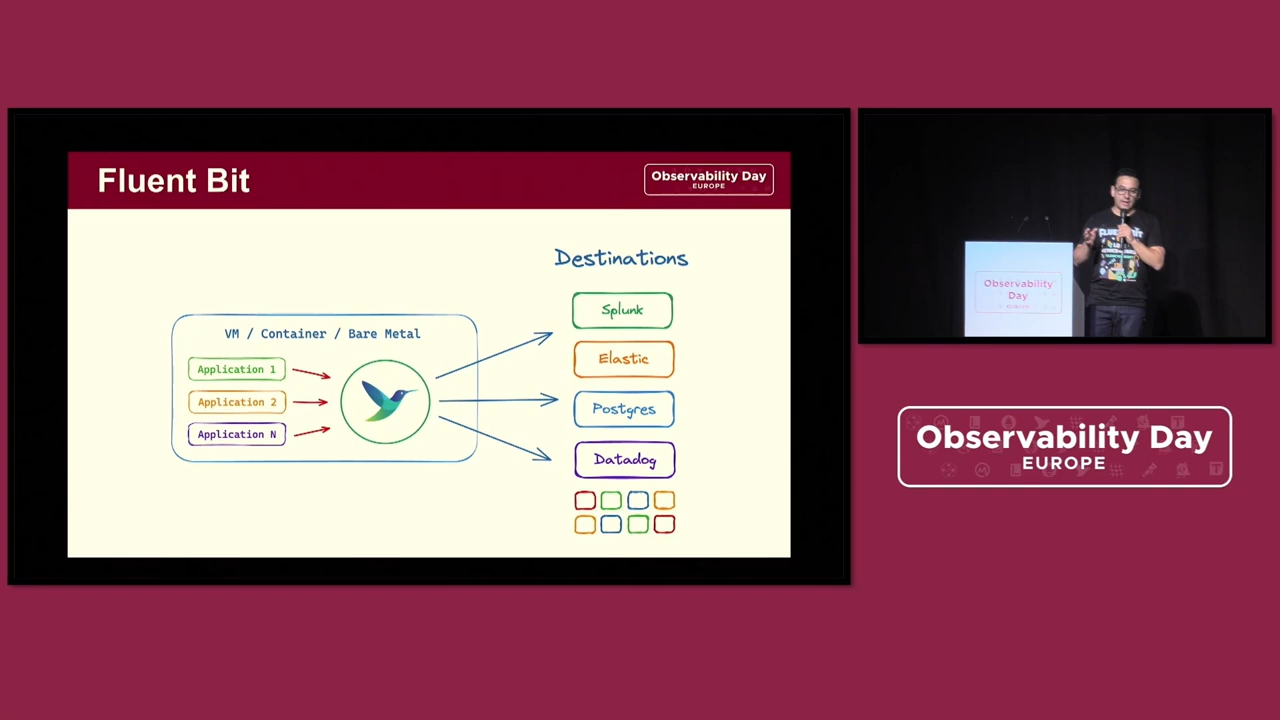 Fluent Bit
Observability Day
EUROPE
Destinations
VM / Container / Bare Metal
Application 1
Application 2
Application N
Splunk
Elastic
Postgres
Datadog
Observability
Day
Observability Day
EUROPE